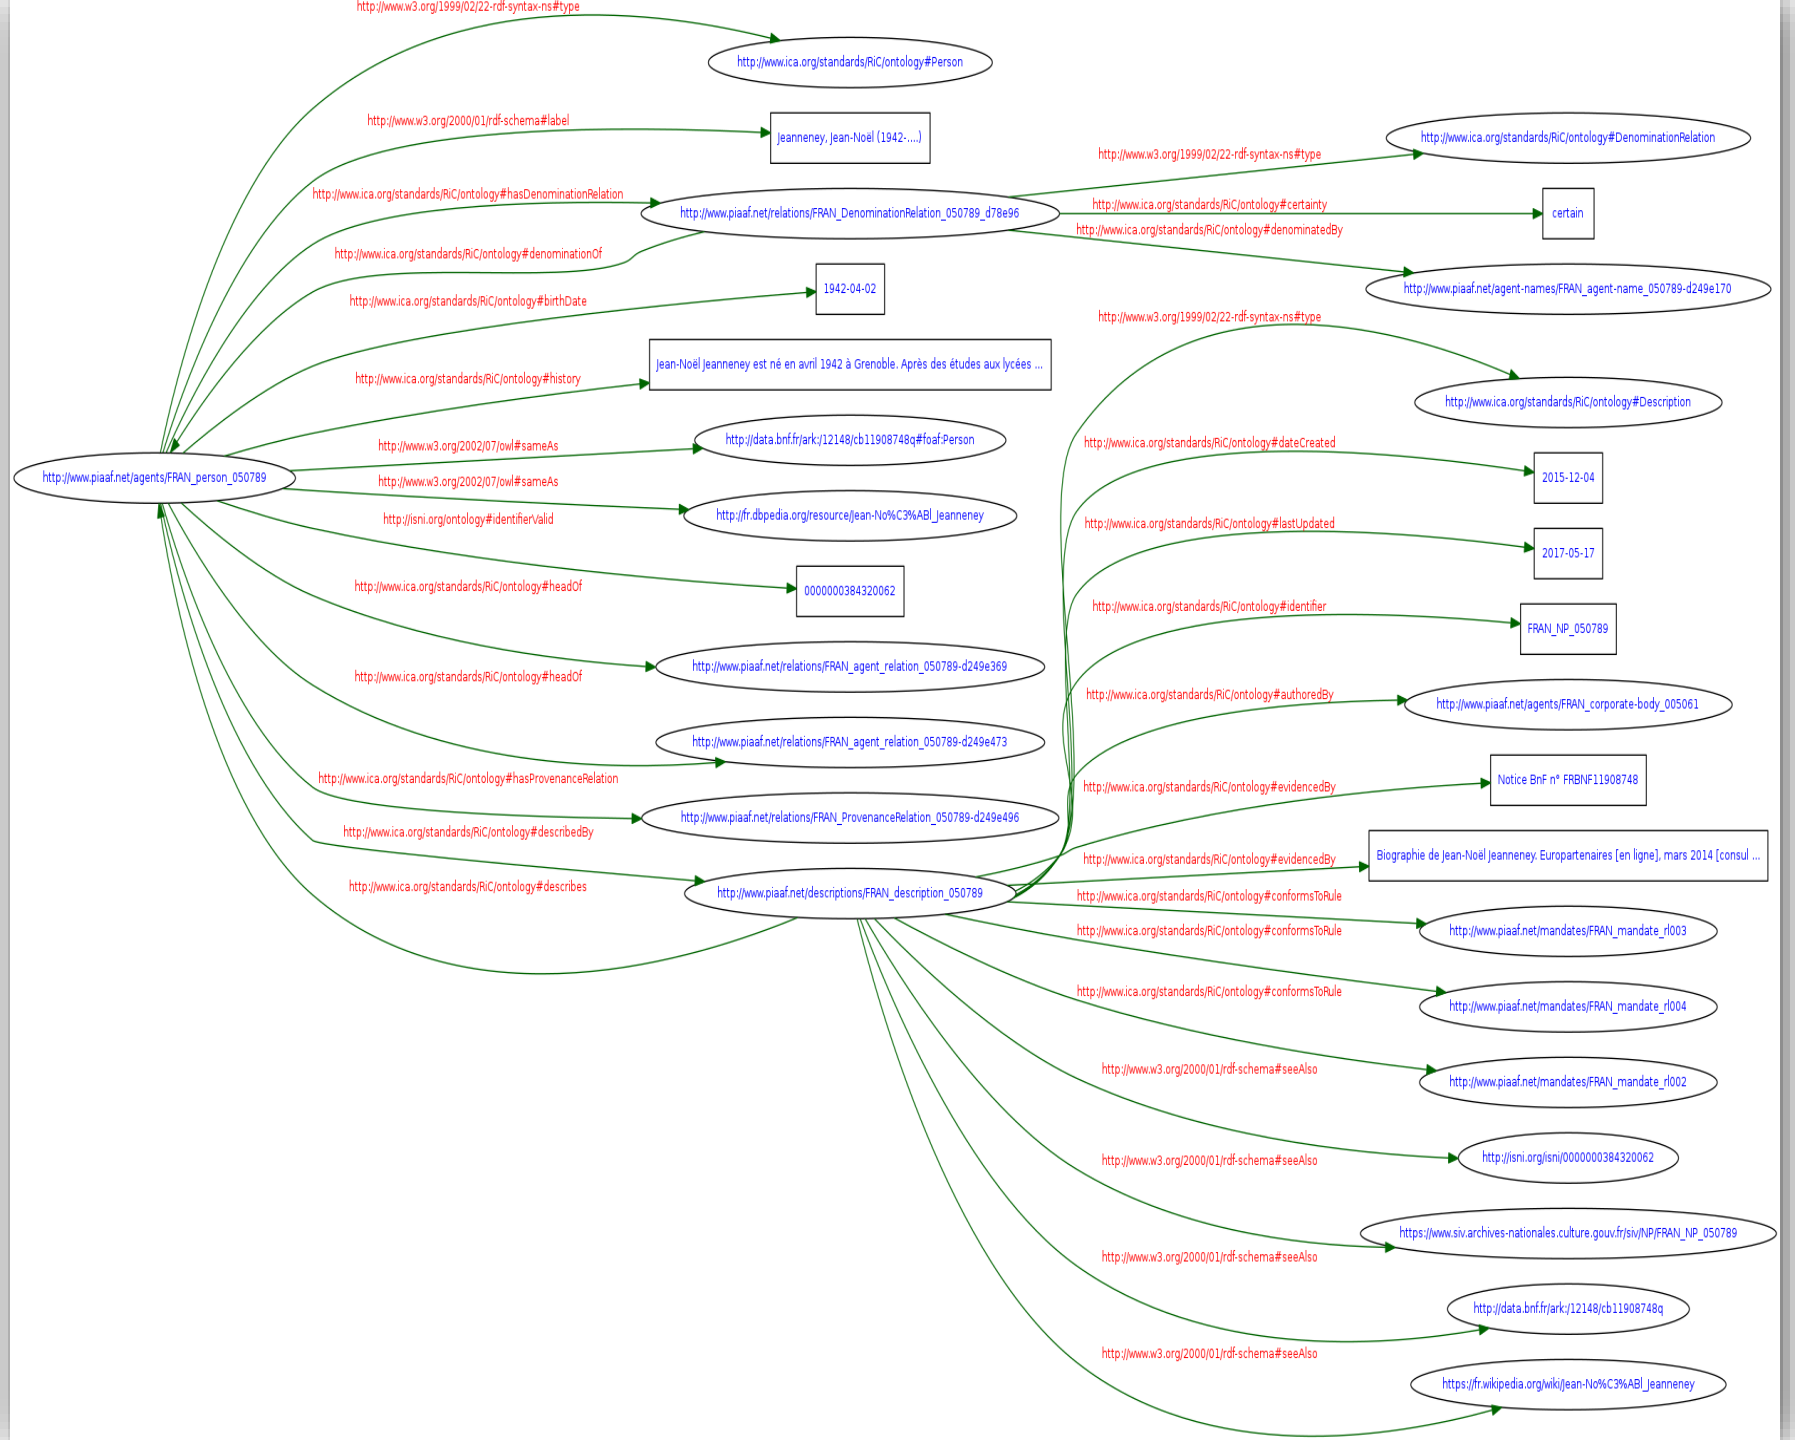 http://www.w3.org/1999/02/22-rdf-syntax-ns#type
http://www.ica.org/standards/RiC/ontology#Person
http://www.w3.org/2000/01/rdf-schema#label
Jeanneney, Jean-Noël (1942-....)
http://www.ica.org/standards/RiC/ontology#DenominationRelation
http://www.w3.org/1999/02/22-rdf-syntax-ns#type
http://www.ica.org/standards/RiC/ontology#hasDenominationRelation
http://www.piaaf.net/relations/FRAN_DenominationRelation_050789_d78e96
http://www.ica.org/standards/RiC/ontology#certainty
certain
http://www.ica.org/standards/RiC/ontology#denominatedBy
http://www.ica.org/standards/RiC/ontology#denominationOf
http://www.ica.org/standards/RiC/ontology#birthDate
1942-04-02
http://www.piaaf.net/agent-names/FRAN_agent-name_050789-d249e170
http://www.w3.org/1999/02/22-rdf-syntax-ns#type
http://www.ica.org/standards/RiC/ontology#history
Jean-Noël Jeanneney est né en avril 1942 à Grenoble. Après des études aux lycées ...
http://www.ica.org/standards/RiC/ontology#Description
http://www.w3.org/2002/07/owl#sameAs
http://data.bnf.fr/ark:/12148/cb11908748q#foaf:Person
http://www.ica.org/standards/RiC/ontology#dateCreated
http://www.piaaf.net/agents/FRAN_person_050789
http://www.w3.org/2002/07/owl#sameAs
2015-12-04
http://isni.org/ontology#identifierValid
http://fr.dbpedia.org/resource/Jean-No%C3%ABl_Jeanneney
http://www.ica.org/standards/RiC/ontology#lastUpdated
2017-05-17
http://www.ica.org/standards/RiC/ontology#headOf
0000000384320062
http://www.ica.org/standards/RiC/ontology#identifier
FRAN_NP_050789
http://www.ica.org/standards/RiC/ontology#headOf
http://www.piaaf.net/relations/FRAN_agent_relation_050789-d249e369
http://www.ica.org/standards/RiC/ontology#authoredBy
http://www.piaaf.net/agents/FRAN_corporate-body_005061
http://www.piaaf.net/relations/FRAN_agent_relation_050789-d249e473
http://www.ica.org/standards/RiC/ontology#hasProvenanceRelation
http://www.ica.org/standards/RiC/ontology#evidencedBy
Notice BnF n° FRBNF11908748
http://www.piaaf.net/relations/FRAN_ProvenanceRelation_050789-d249e496
http://www.ica.org/standards/RiC/ontology#describedBy
http://www.ica.org/standards/RiC/ontology#evidencedBy
Biographie de Jean-Noël Jeanneney. Europartenaires [en ligne], mars 2014 [consul ...
http://www.ica.org/standards/RiC/ontology#describes
http://www.piaaf.net/descriptions/FRAN_description_050789
http://www.ica.org/standards/RiC/ontology#conformsToRule
http://www.piaaf.net/mandates/FRAN_mandate_rl003
http://www.ica.org/standards/RiC/ontology#conformsToRule
http://www.piaaf.net/mandates/FRAN_mandate_rl004
http://www.ica.org/standards/RiC/ontology#conformsToRule
http://www.piaaf.net/mandates/FRAN_mandate_rl002
http://www.w3.org/2000/01/rdf-schema#seeAlso
http://isni.org/isni/0000000384320062
http://www.w3.org/2000/01/rdf-schema#seeAlso
https://www.siv.archives-nationales.culture.gouv.fr/siv/NP/FRAN_NP_050789
http://www.w3.org/2000/01/rdf-schema#seeAlso
http://data.bnf.fr/ark:/12148/cb11908748q
http://www.w3.org/2000/01/rdf-schema#seeAlso
https://fr.wikipedia.org/wiki/Jean-No%C3%ABl_Jeanneney